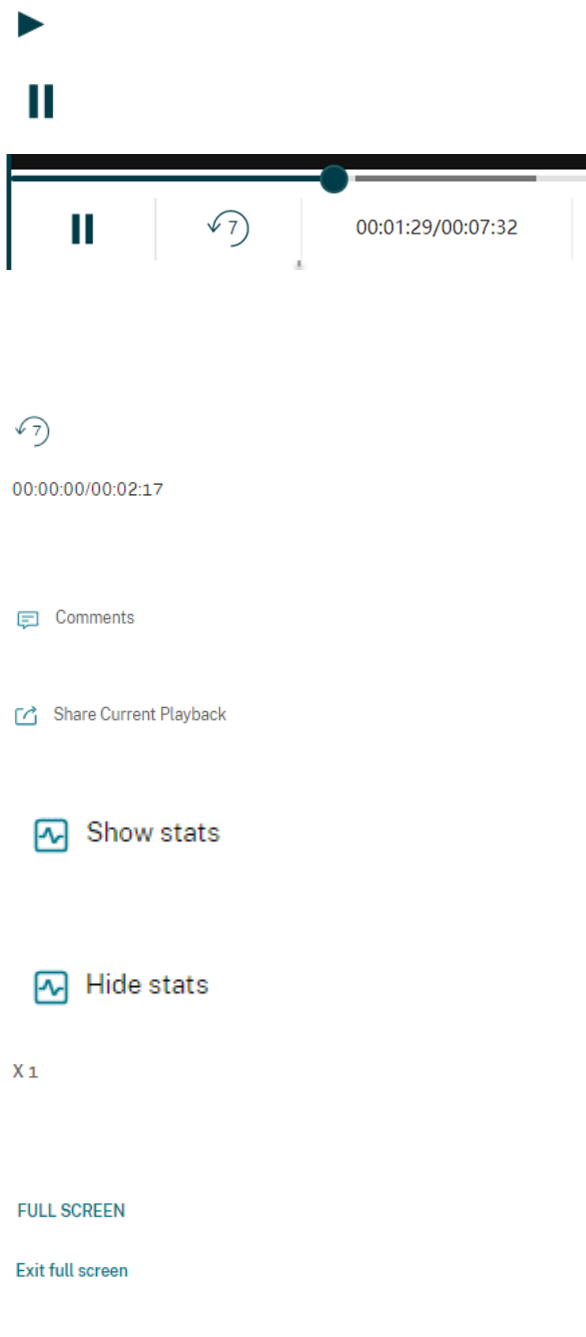 7 00:01:29/00:07:32
7
00:00:00/00:02:17
Comments
Share Current Playback
Show stats
Hide stats
X 1
FULL SCREEN
Exit full screen